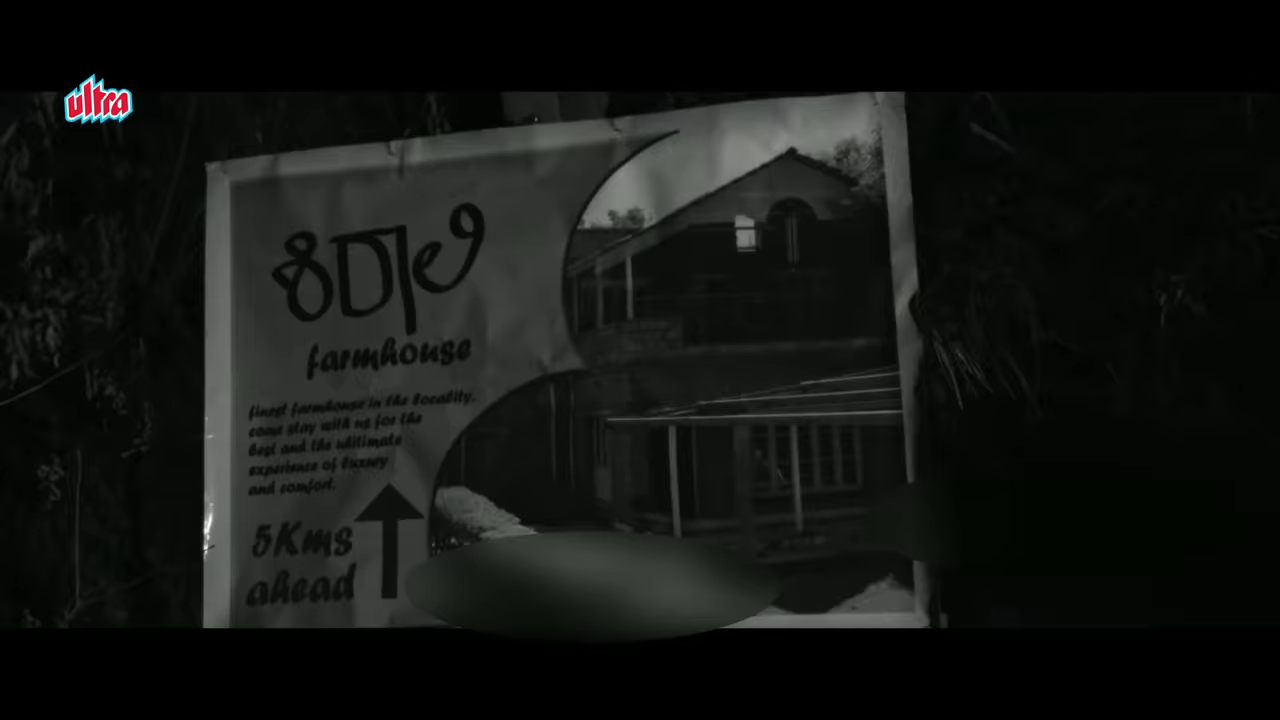 ultra
farmhouse
finest farmhouse in the locality.
come stay with us for the
best and the ulitimate
experience of luxury
and comfort.
5Kms
ahead